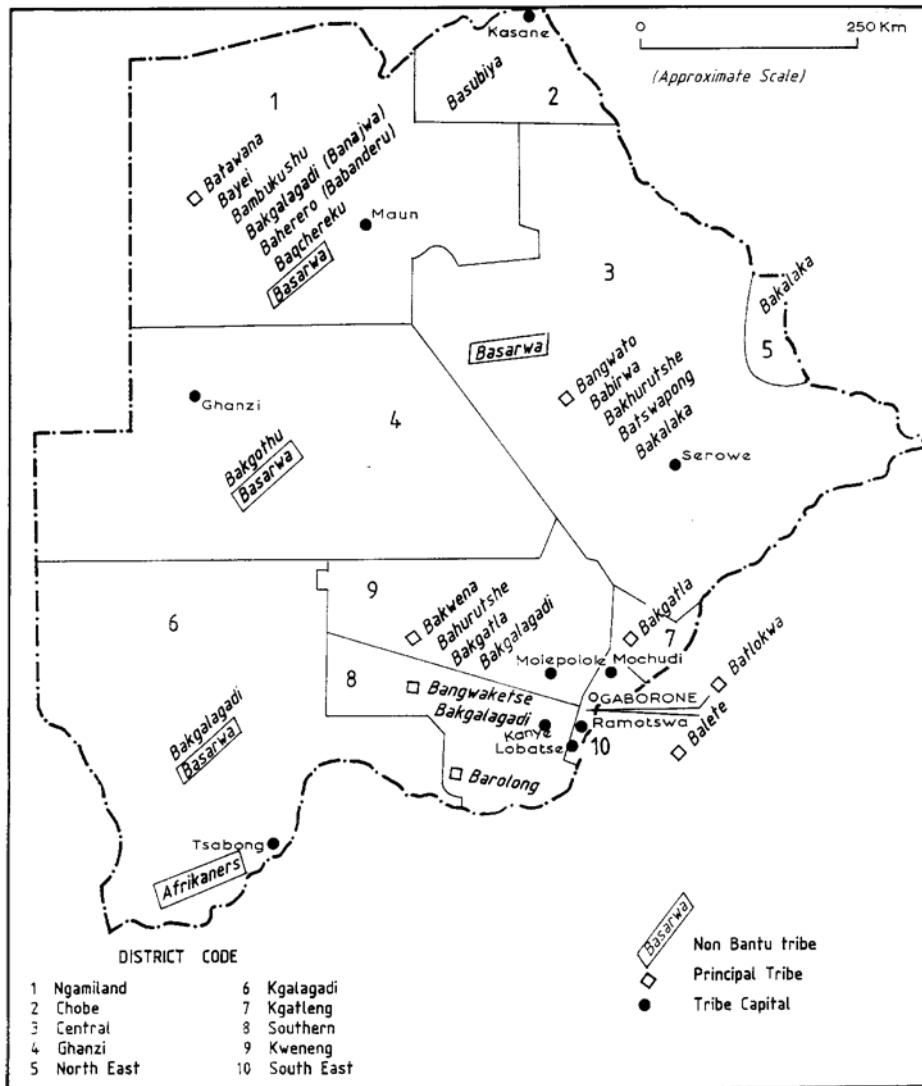 Kasane
0 250 Km
(Approximate Scale)
Basubiya
2
1
Batawana
Bayei
Bambukushu
Bakgalagadi (Banajwa)
Baherero (Babanderu)
Baqchereku
Basarwa
Maun
3
Bakalaka
5
Basarwa
Bangwato
Babirwa
Bakhurutshe
Batswapong
Bakalaka
Serowe
Ghanzi
4
Bakgothu
Basarwa
9
Bakwena
Bahurutshe
Bakgatla
Bakgalagadi
6
Bakgatla
7
Molepolole
Mochudi
Batlokwa
8
Bangwaketse
Bakgalagadi
GABORONE
Kanye
Ramotswa
Lobatse
10
Balete
Bakgalagadi
Basarwa
Barolong
Tsabong
Afrikaners
DISTRICT CODE
1 Ngamiland
2 Chobe
3 Central
4 Ghanzi
5 North East
6 Kgalagadi
7 Kgatleng
8 Southern
9 Kweneng
10 South East
Basarwa
Non Bantu tribe
Principal Tribe
Tribe Capital